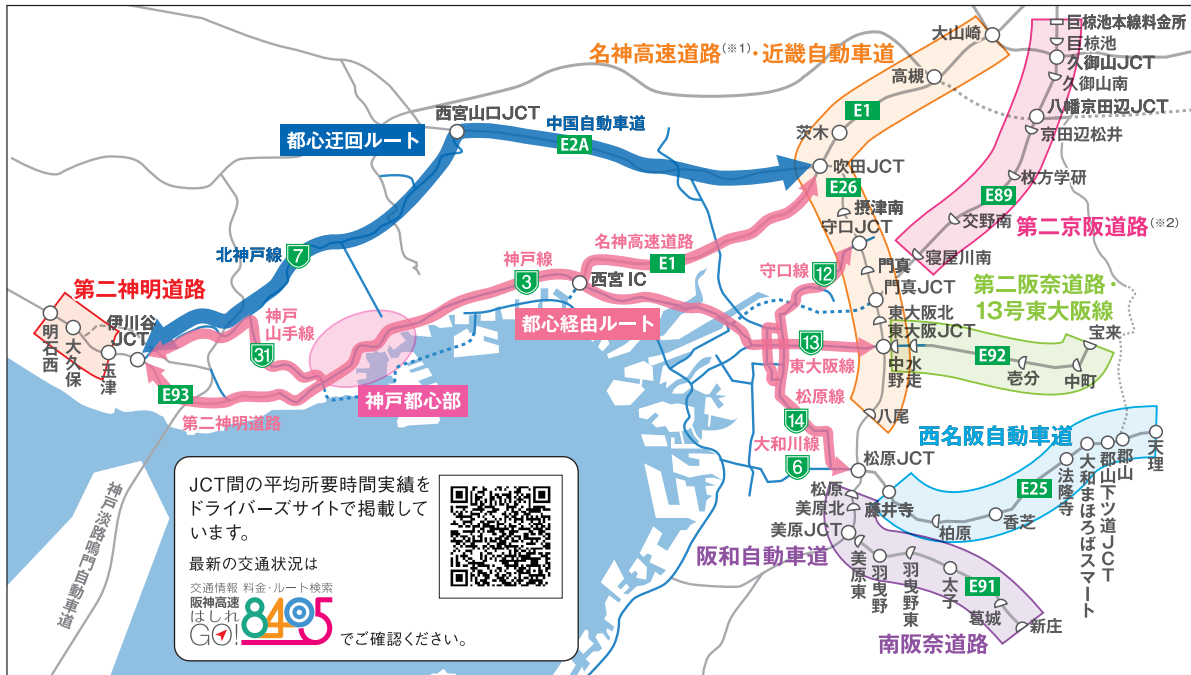 名神高速道路(※1)・近畿自動車道
大山崎
高槻
E1
茨木
吹田JCT
E26
摂津南
守口JCT
門真
門真JCT
東大阪北
東大阪JCT
中野
水走
八尾
巨椋池本線料金所
巨椋池
久御山JCT
久御山南
八幡京田辺JCT
京田辺松井
枚方学研
E89
交野南
第二京阪道路(※2)
寝屋川南
第二阪奈道路・
13号東大阪線
宝来
E92
壱分
中町
西宮山口JCT
都心迂回ルート
中国自動車道
E2A
北神戸線
7
名神高速道路
E1
神戸線
3
西宮IC
守口線
12
都心経由ルート
13
東大阪線
松原線
14
大和川線
6
第二神明道路
明石西
大久保
玉津
伊川谷
JCT
神戸
山手線
31
E93
第二神明道路
神戸都心部
神戸淡路鳴門自動車道
松原JCT
西名阪自動車道
E25
藤井寺
柏原
香芝
法隆寺
大和まほろばスマート
郡山下ツ道JCT
郡山
天理
松原
美原北
美原JCT
阪和自動車道
美原東
羽曳野
羽曳野東
太子
E91
葛城
新庄
南阪奈道路
JCT間の平均所要時間実績を
ドライバーズサイトで掲載して
います。
最新の交通状況は
交通情報 料金・ルート検索
阪神高速
はしれ
GO!
8405
でご確認ください。